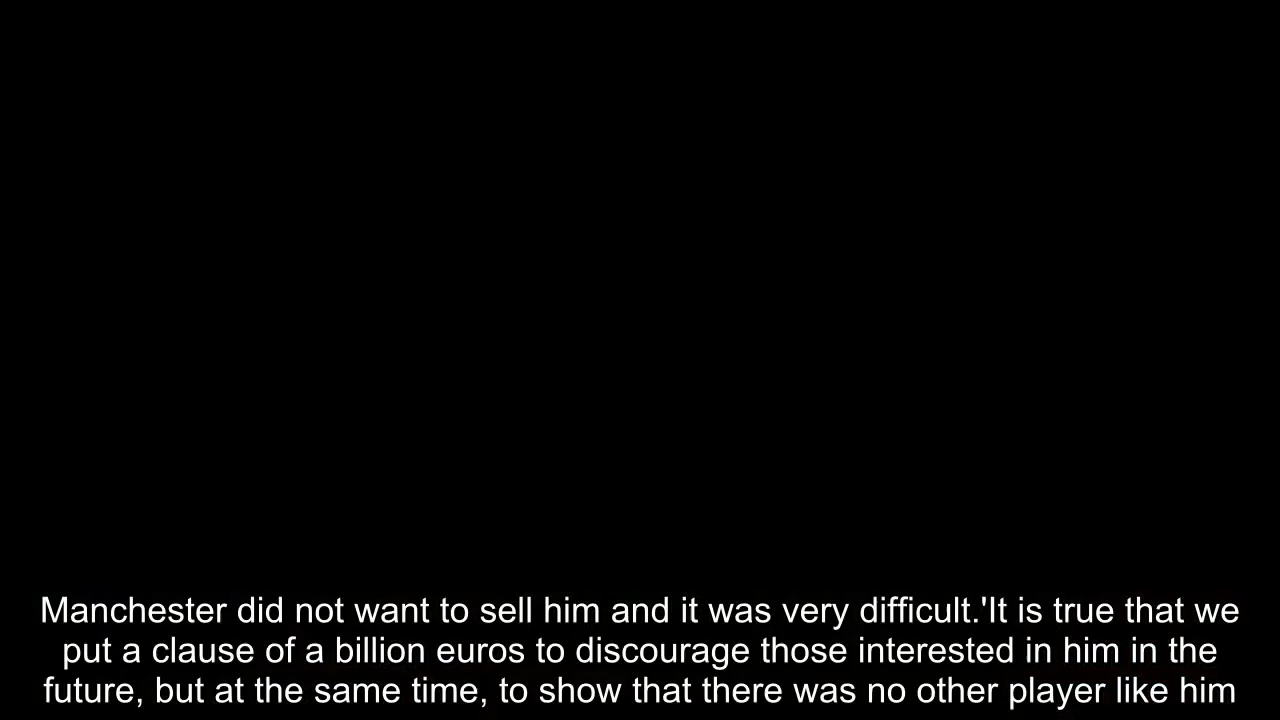 Manchester did not want to sell him and it was very difficult.'It is true that we
put a clause of a billion euros to discourage those interested in him in the
future, but at the same time, to show that there was no other player like him